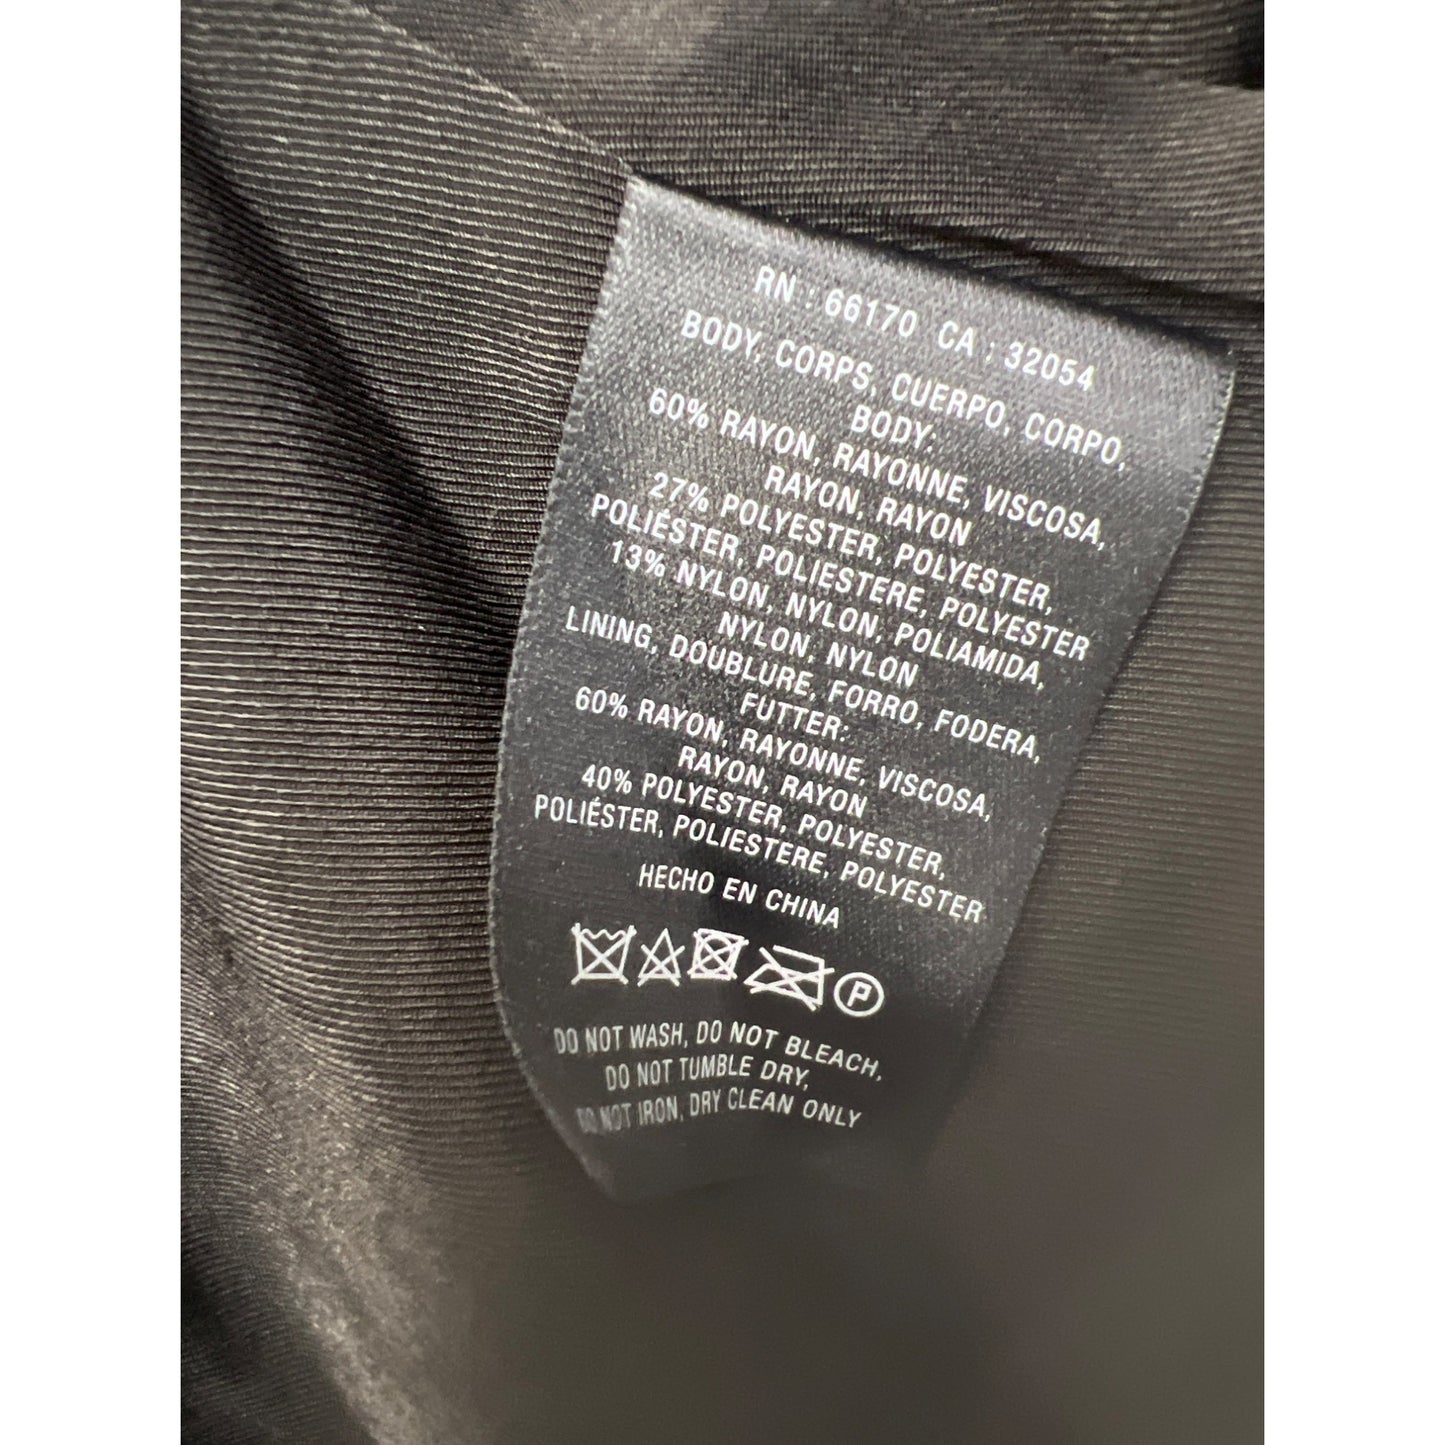 RN : 66170 CA : 32054
BODY, CORPS, CUERPO, CORPO,
BODY:
60% RAYON, RAYONNE, VISCOSA,
RAYON, RAYON
27% POLYESTER, POLYESTER,
POLIÉSTER, POLIESTERE, POLYESTER
13% NYLON, NYLON, POLIAMIDA,
NYLON, NYLON
LINING, DOUBLURE, FORRO, FODERA,
FUTTER:
60% RAYON, RAYONNE, VISCOSA,
RAYON, RAYON
40% POLYESTER, POLYESTER,
POLIÉSTER, POLIESTERE, POLYESTER
HECHO EN CHINA
P
DO NOT WASH, DO NOT BLEACH,
DO NOT TUMBLE DRY,
DO NOT IRON, DRY CLEAN ONLY